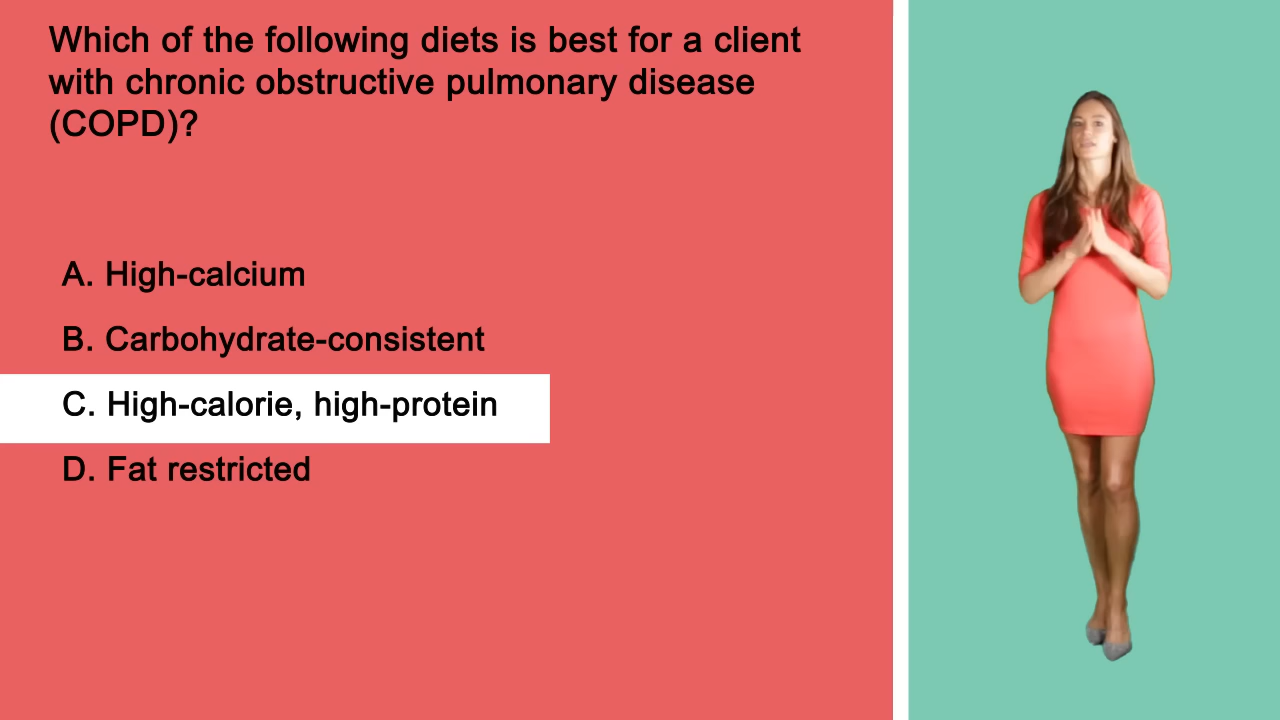 Which of the following diets is best for a client
with chronic obstructive pulmonary disease
(COPD)?
A. High-calcium
B. Carbohydrate-consistent
C. High-calorie, high-protein
D. Fat restricted